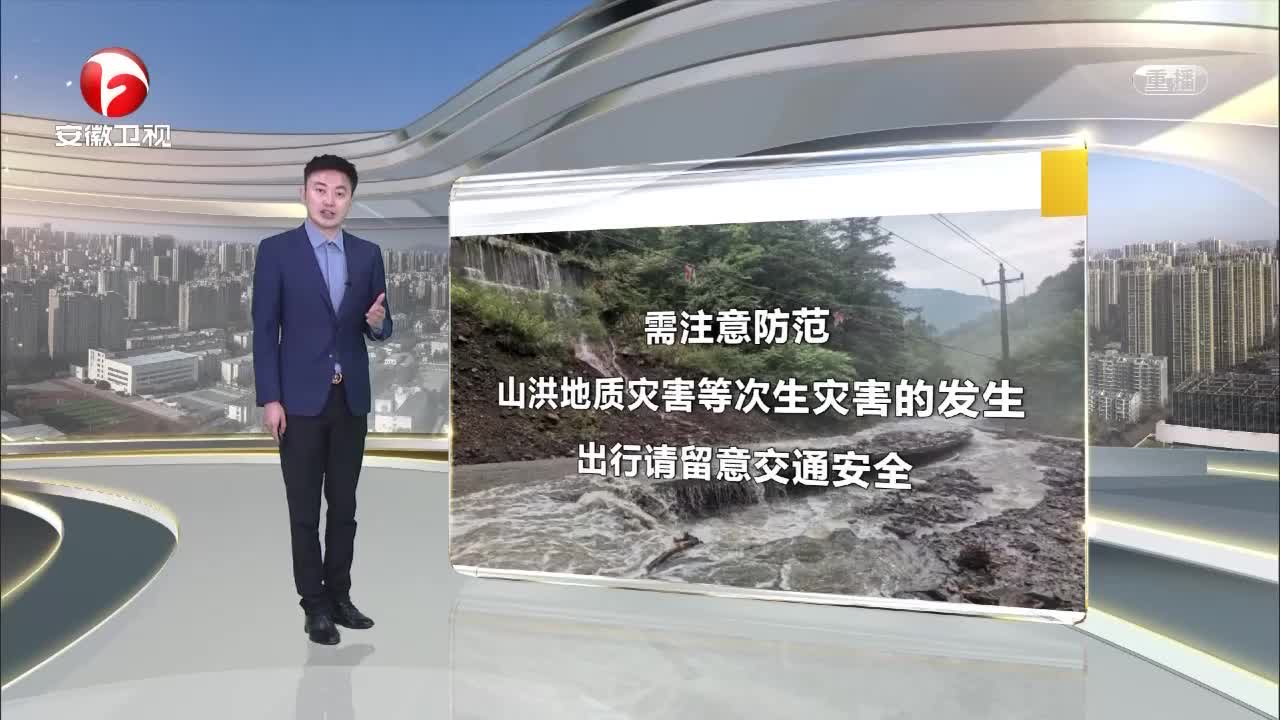 安徽卫视
重播
需注意防范
山洪地质灾害等次生灾害的发生
出行请留意交通安全